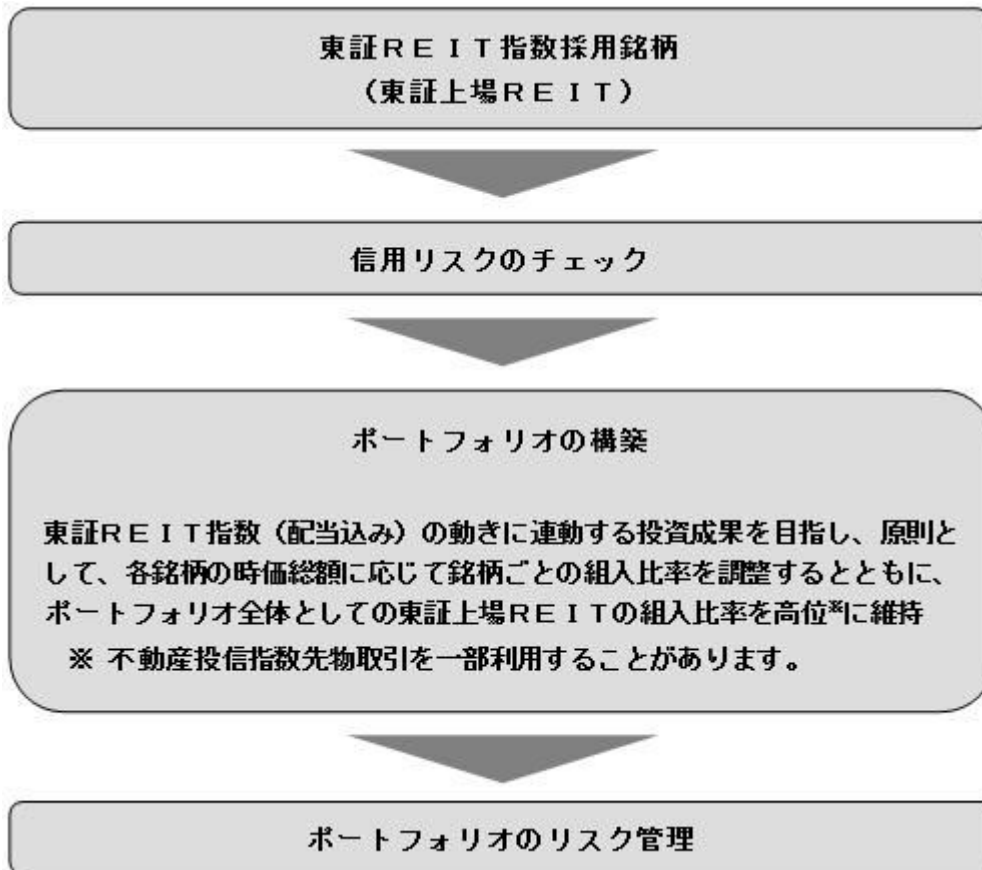 東証ＲＥＩＴ指数採用銘柄
（東証上場ＲＥＩＴ）
信用リスクのチェック
ポートフォリオの構築
東証ＲＥＩＴ指数（配当込み）の動きに連動する投資成果を目指し、原則と
して、各銘柄の時価総額に応じて銘柄ごとの組入比率を調整するとともに、
ポートフォリオ全体としての東証上場ＲＥＩＴの組入比率を高位※に維持
※ 不動産投信指数先物取引を一部利用することがあります。
ポートフォリオのリスク管理